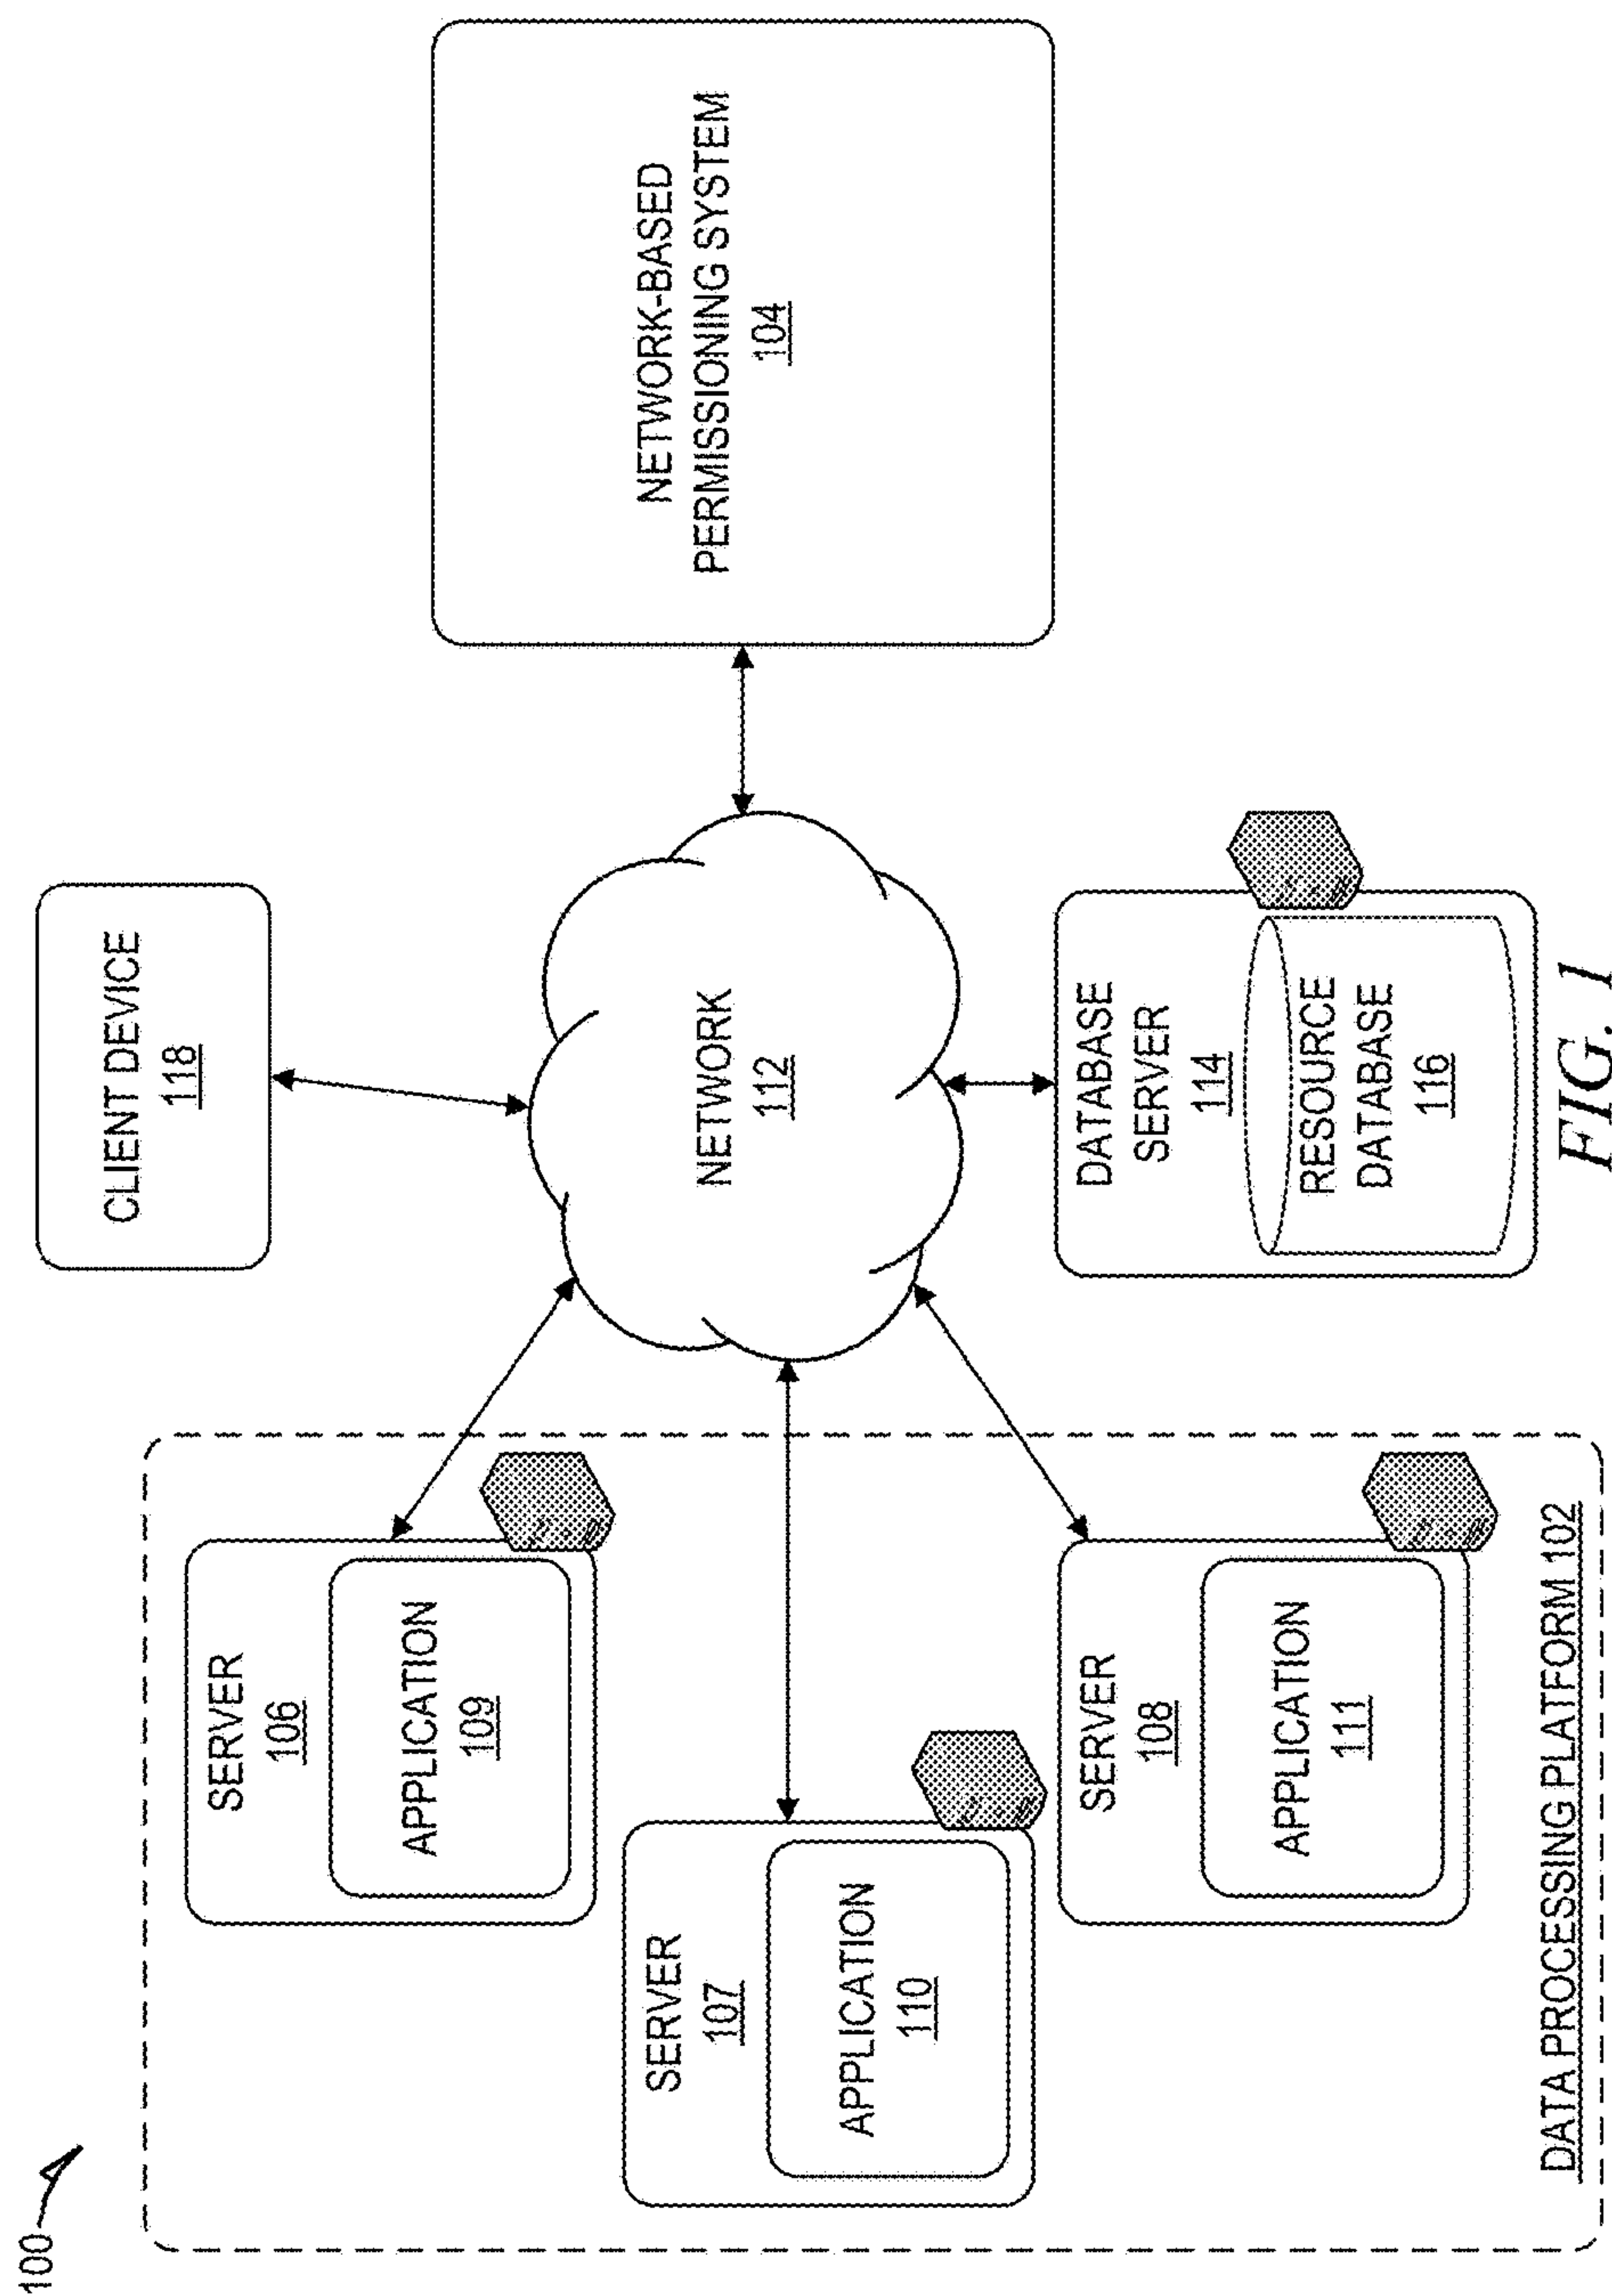 100
CLIENT DEVICE
118
SERVER
106
APPLICATION
109
SERVER
107
APPLICATION
110
SERVER
108
APPLICATION
111
DATA PROCESSING PLATFORM 102
NETWORK
112
NETWORK-BASED
PERMISSIONING SYSTEM
104
DATABASE
SERVER
114
RESOURCE
DATABASE
116
FIG. 1